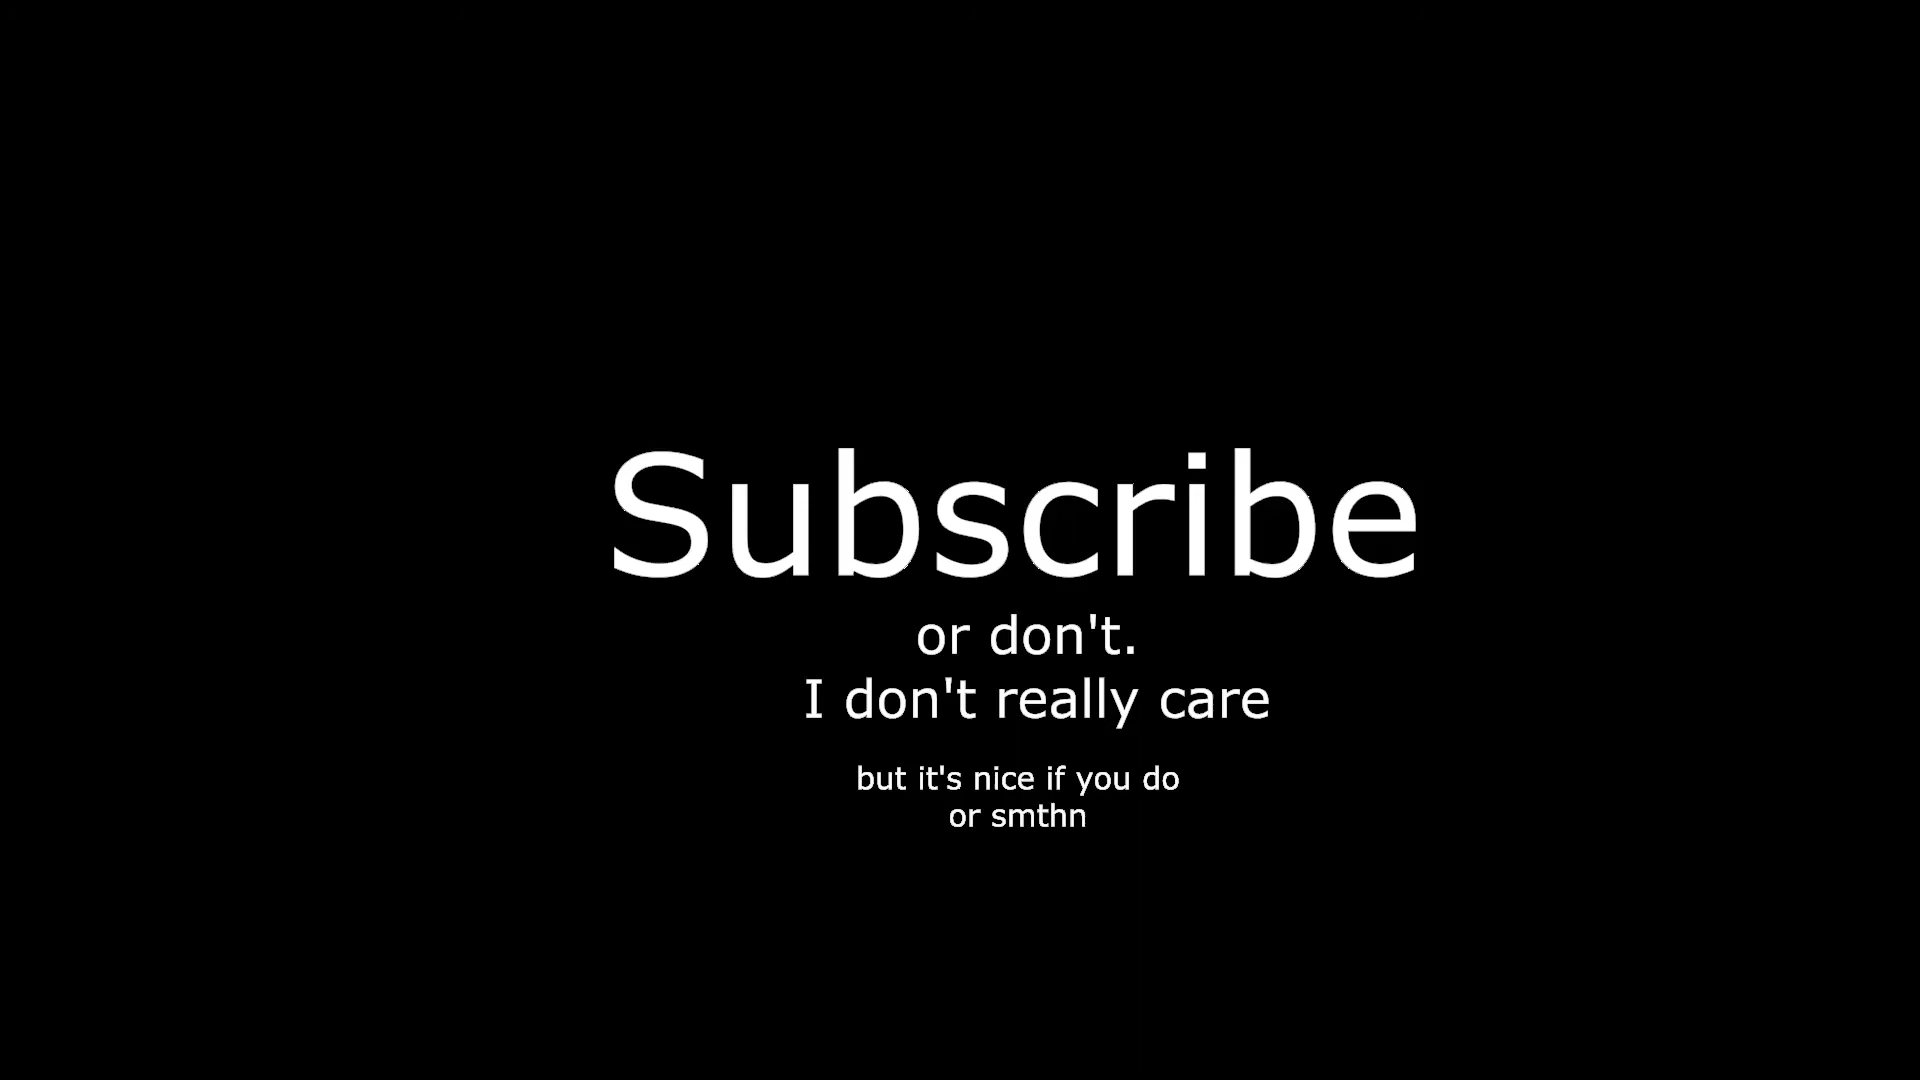 Subscribe
or don't.
I don't really care
but it's nice if you do
or smthn